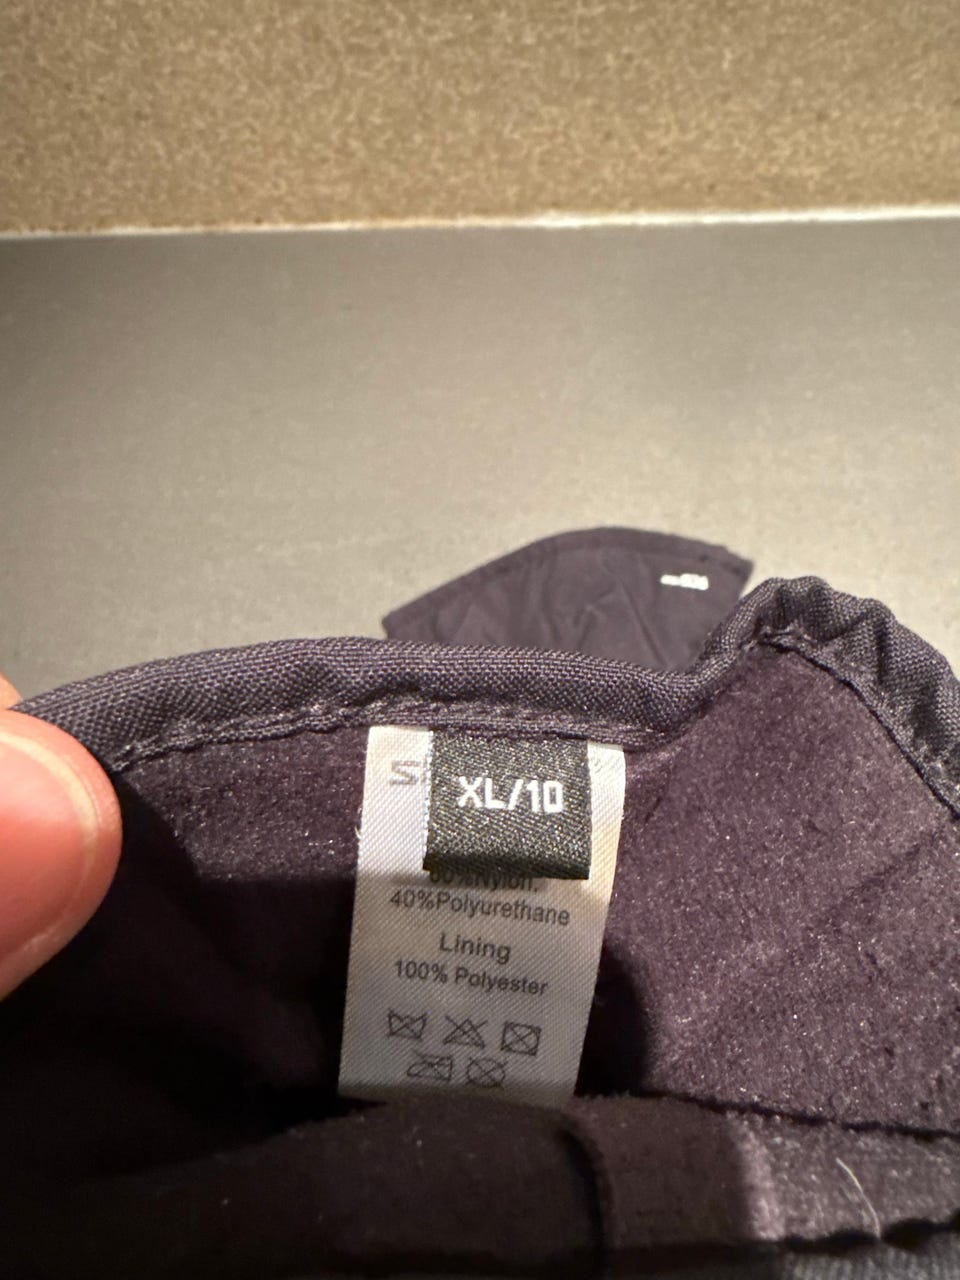 XL/10
40%Polyurethane
Lining
100% Polyester